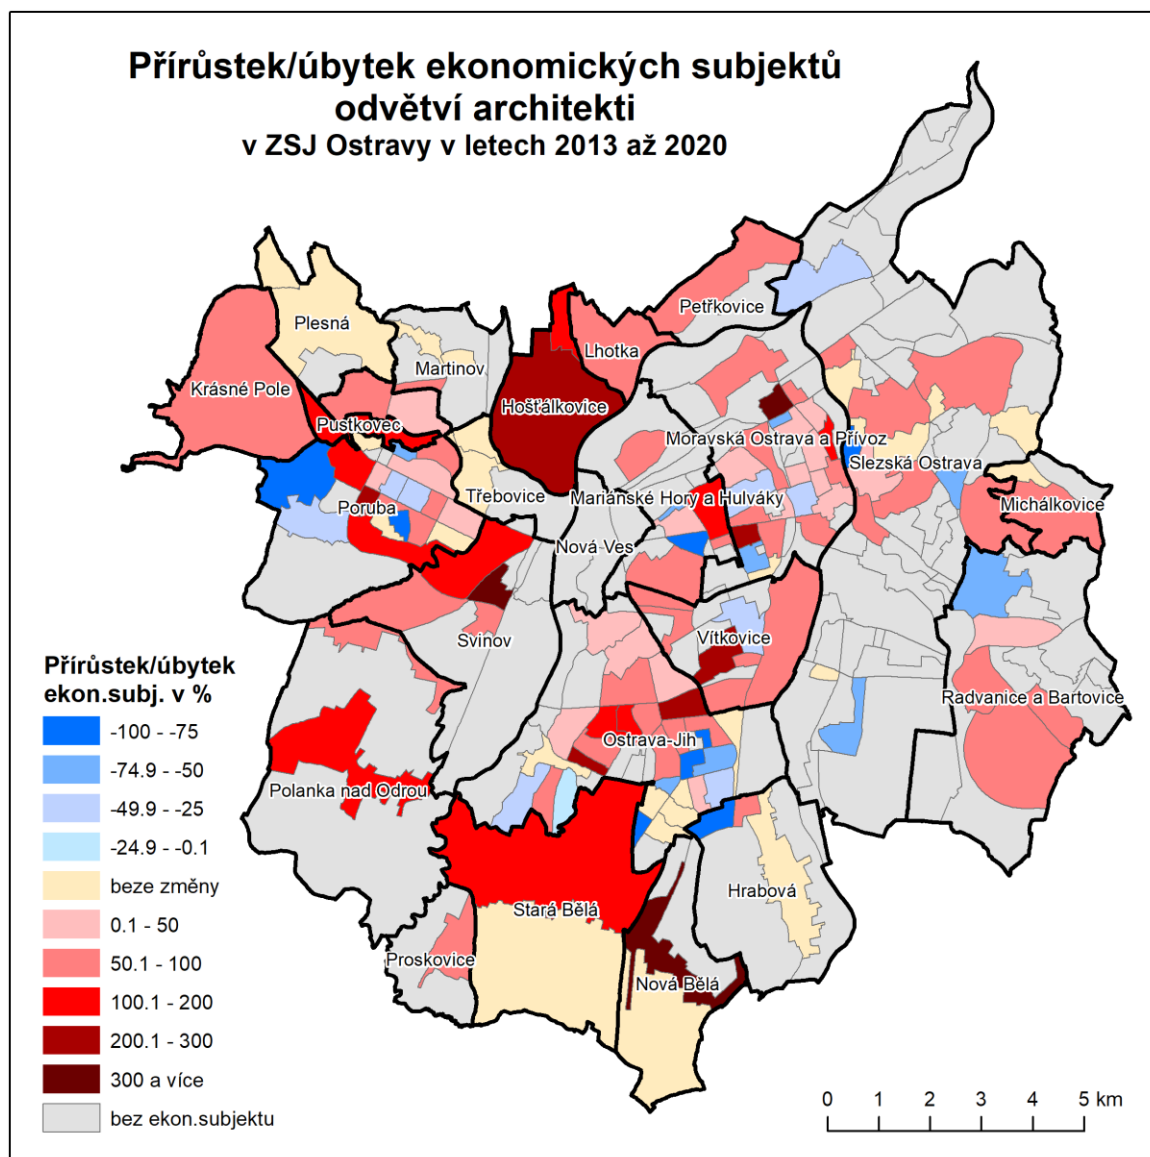 Přírůstek/úbytek ekonomických subjektů
odvětví architekti
v ZSJ Ostravy v letech 2013 až 2020
Petřkovice
Plesná
Lhotka
Martinov
Krásné Pole
Hošťálkovice
Pustkovec
Moravská Ostrava a Přívoz
Slezská Ostrava
Třebovice
Mariánské Hory a Hulváky
Michálkovice
Poruba
Nová Ves
Svinov
Vítkovice
Radvanice a Bartovice
Ostrava-Jih
Polanka nad Odrou
Hrabová
Stará Bělá
Proskovice
Nová Bělá
Přírůstek/úbytek
ekon.subj. v %
-100 - -75
-74.9 - -50
-49.9 - -25
-24.9 - -0.1
beze změny
0.1 - 50
50.1 - 100
100.1 - 200
200.1 - 300
300 a více
bez ekon.subjektu
0 1 2 3 4 5 km